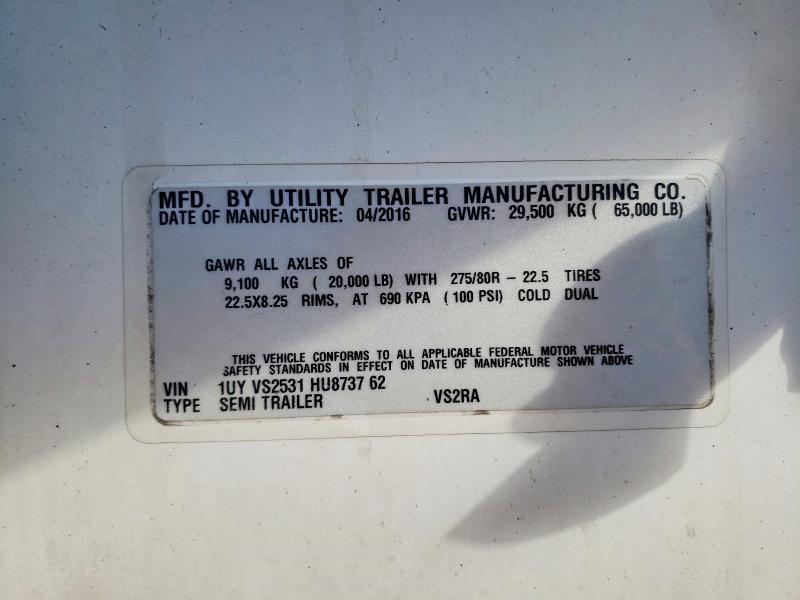 MFD. BY UTILITY TRAILER MANUFACTURING CO.
DATE OF MANUFACTURE: 04/2016 GVWR: 29,500 KG ( 65,000 LB)
GAWR ALL AXLES OF
9,100 KG ( 20,000 LB) WITH 275/80R - 22.5 TIRES
22.5X8.25 RIMS, AT 690 KPA ( 100 PSI) COLD DUAL
THIS VEHICLE CONFORMS TO ALL APPLICABLE FEDERAL MOTOR VEHICLE
SAFETY STANDARDS IN EFFECT ON DATE OF MANUFACTURE SHOWN ABOVE
VIN 1UY VS2531 HU8737 62
TYPE SEMI TRAILER VS2RA